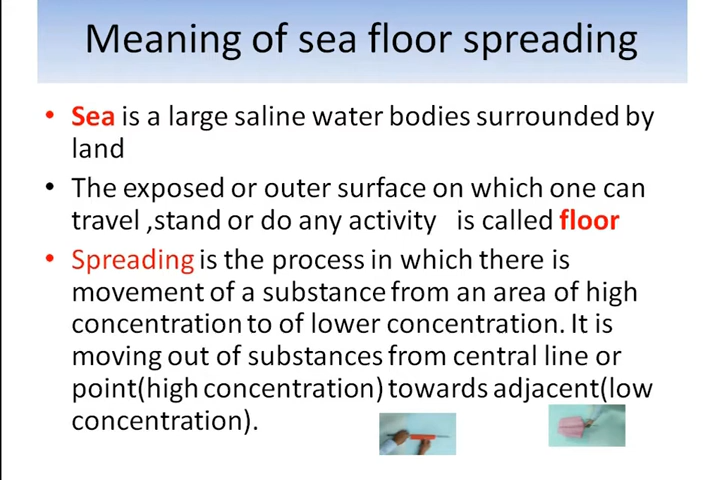 Meaning of sea floor spreading
• Sea is a large saline water bodies surrounded by
land
• The exposed or outer surface on which one can
travel ,stand or do any activity is called floor
• Spreading is the process in which there is
movement of a substance from an area of high
concentration to of lower concentration. It is
moving out of substances from central line or
point(high concentration) towards adjacent(low
concentration).